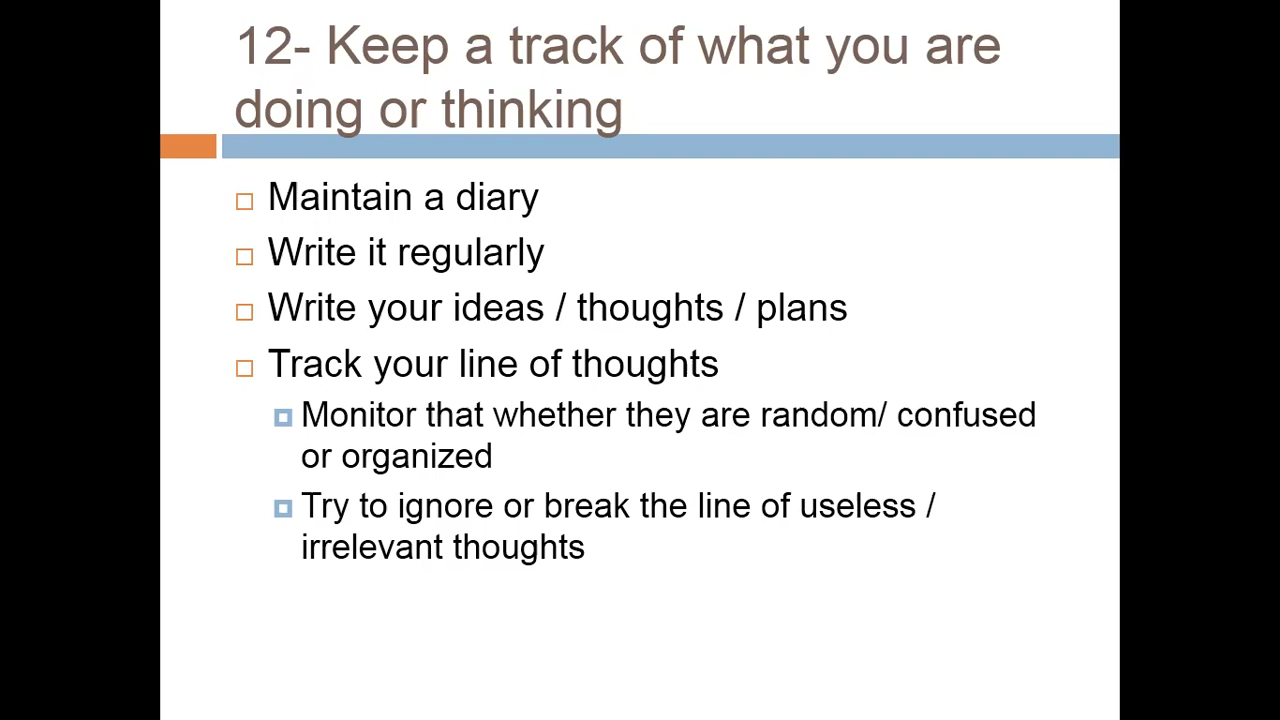 12- Keep a track of what you are
doing or thinking
Maintain a diary
Write it regularly
Write your ideas / thoughts / plans
Track your line of thoughts
Monitor that whether they are random/ confused
or organized
Try to ignore or break the line of useless /
irrelevant thoughts